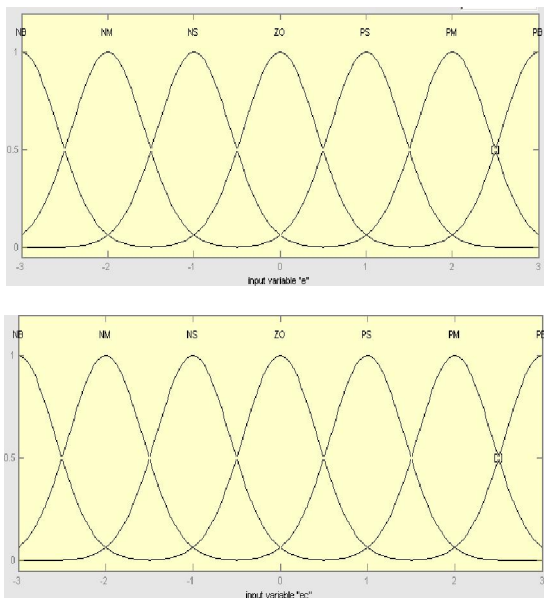 NB NM NS ZO PS PM PB
1
0.5
0
-3 -2 -1 0 1 2 3
input variable "e"
NB NM NS ZO PS PM PB
1
0.5
0
-3 -2 -1 0 1 2 3
input variable "ec"